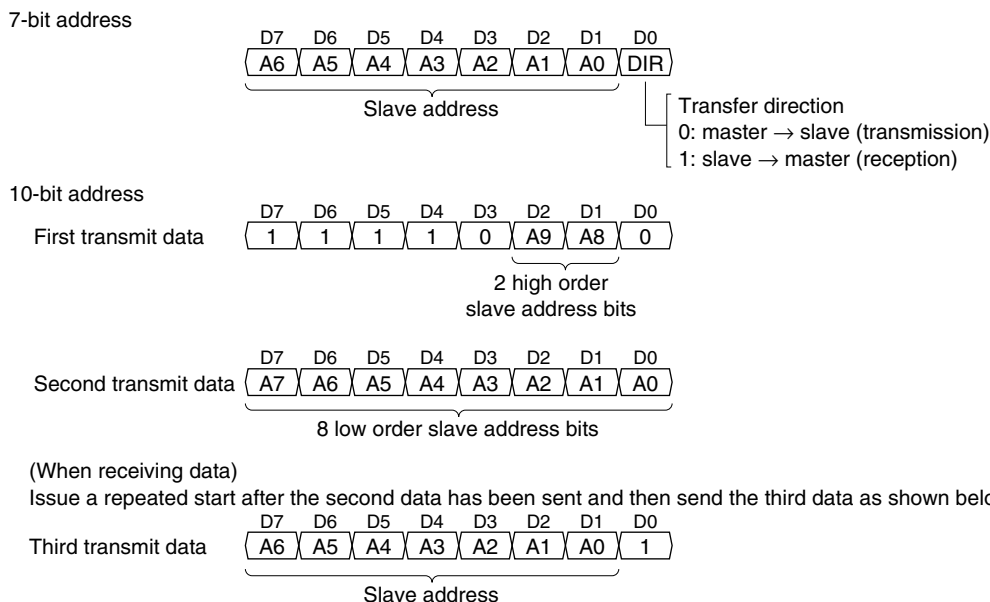 7-bit address
D7 D6 D5 D4 D3 D2 D1 D0
A6 A5 A4 A3 A2 A1 A0 DIR
Slave address
Transfer direction
0: master → slave (transmission)
1: slave → master (reception)
10-bit address
D7 D6 D5 D4 D3 D2 D1 D0
First transmit data 1 1 1 1 0 A9 A8 0
2 high order
slave address bits
D7 D6 D5 D4 D3 D2 D1 D0
Second transmit data A7 A6 A5 A4 A3 A2 A1 A0
8 low order slave address bits
(When receiving data)
Issue a repeated start after the second data has been sent and then send the third data as shown
D7 D6 D5 D4 D3 D2 D1 D0
Third transmit data A6 A5 A4 A3 A2 A1 A0 1
Slave address